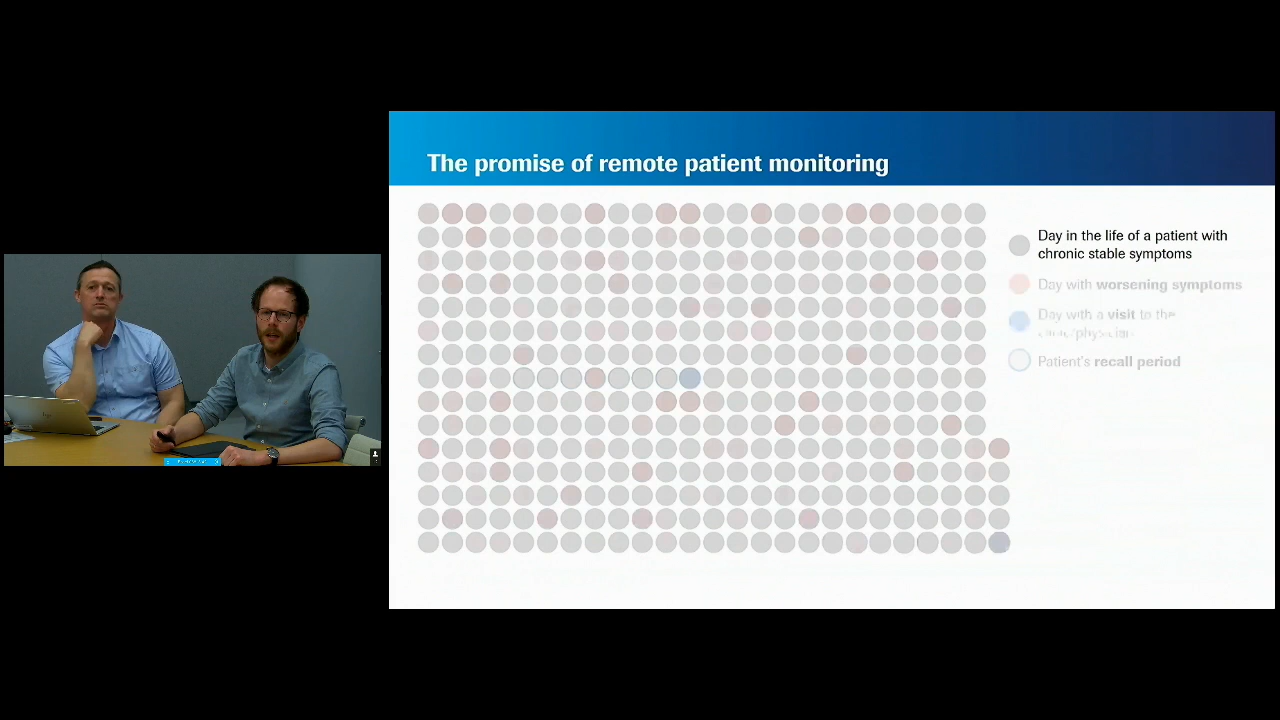 The promise of remote patient monitoring
Day in the life of a patient with
chronic stable symptoms
Day with worsening symptoms
Day with a visit to the
Patient's recall period